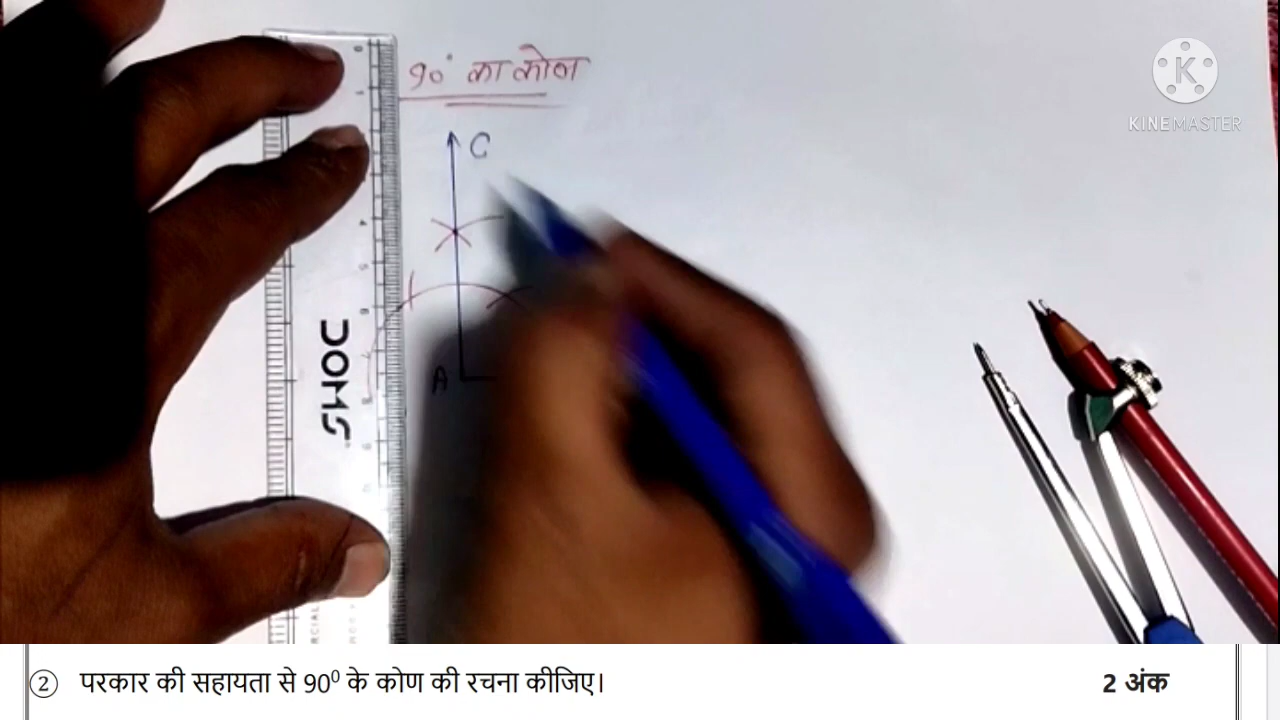 90° का कोण
C
A
DOMS
KINEMASTER
② परकार की सहायता से 90⁰ के कोण की रचना कीजिए। 2 अंक